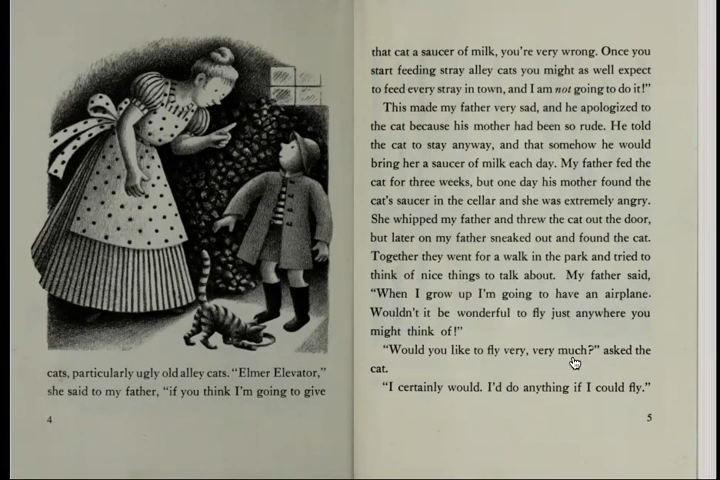 cats, particularly ugly old alley cats. "Elmer Elevator,"
she said to my father, "if you think I'm going to give
4
that cat a saucer of milk, you're very wrong. Once you
start feeding stray alley cats you might as well expect
to feed every stray in town, and I am not going to do it!"
This made my father very sad, and he apologized to
the cat because his mother had been so rude. He told
the cat to stay anyway, and that somehow he would
bring her a saucer of milk each day. My father fed the
cat for three weeks, but one day his mother found the
cat's saucer in the cellar and she was extremely angry.
She whipped my father and threw the cat out the door,
but later on my father sneaked out and found the cat.
Together they went for a walk in the park and tried to
think of nice things to talk about. My father said,
"When I grow up I'm going to have an airplane.
Wouldn't it be wonderful to fly just anywhere you
might think of!"
"Would you like to fly very, very much?" asked the
cat.
"I certainly would. I'd do anything if I could fly."
5